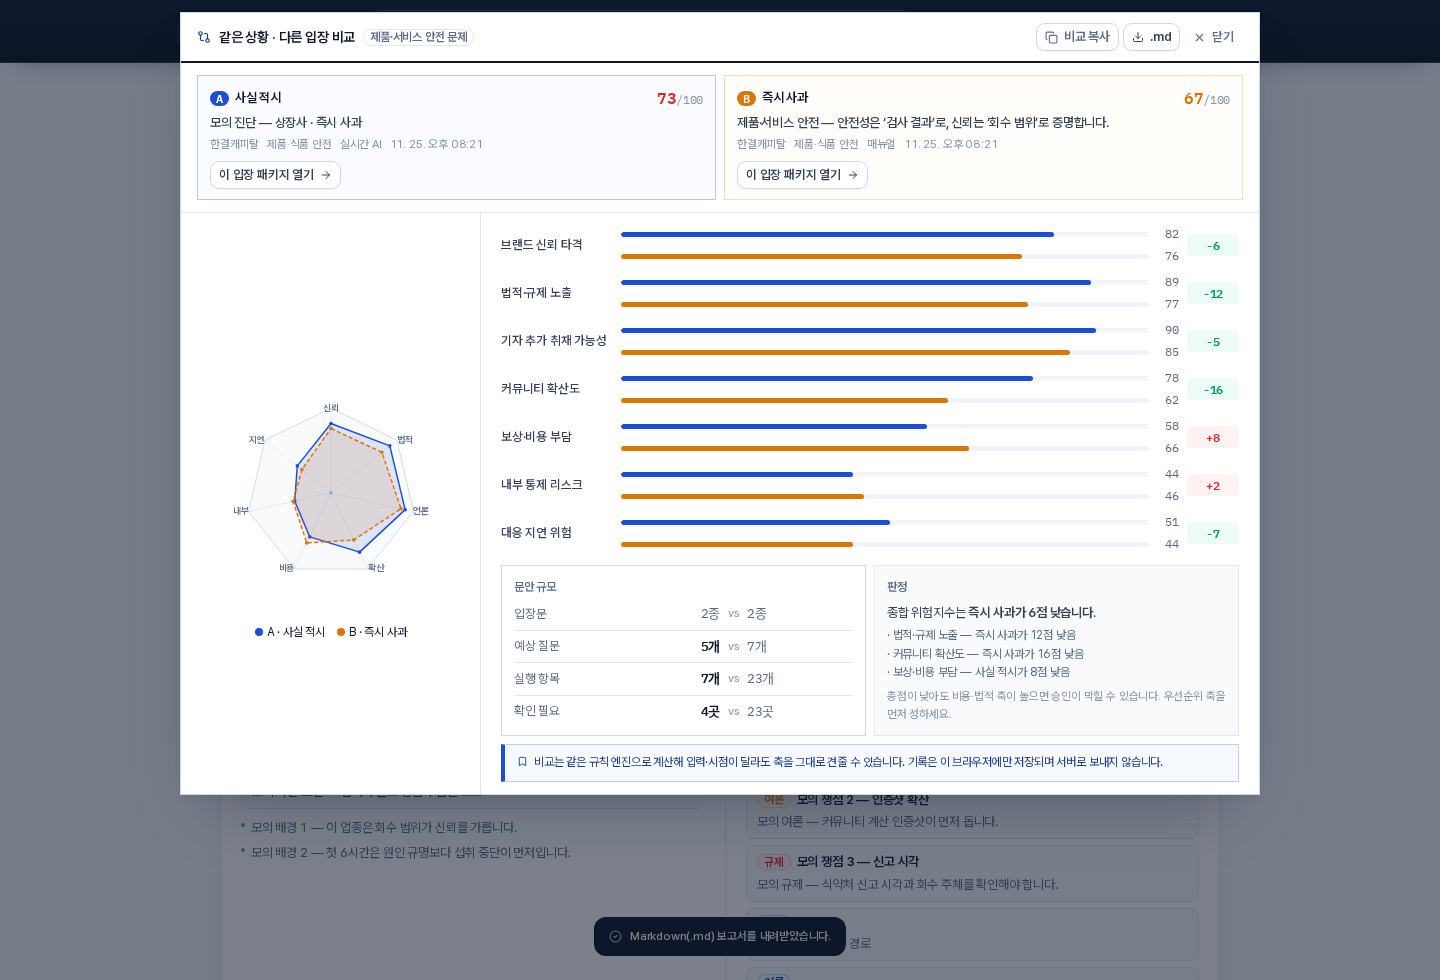 같은 상황 · 다른 입장 비교 제품·서비스 안전 문제 비교 복사 .md 닫기
A 사실 적시 73/100
모의 진단 — 상장사 · 즉시 사과
한결캐피탈 제품·식품 안전 실시간 AI 11. 25. 오후 08:21
이 입장 패키지 열기
B 즉시 사과 67/100
제품·서비스 안전 — 안전성은 ‘검사 결과’로, 신뢰는 ‘회수 범위’로 증명합니다.
한결캐피탈 제품·식품 안전 매뉴얼 11. 25. 오후 08:21
이 입장 패키지 열기
신뢰
법적
언론
확산
비용
내부
지연
A · 사실 적시 B · 즉시 사과
브랜드 신뢰 타격 82 76 -6
법적·규제 노출 89 77 -12
기자 추가 취재 가능성 90 85 -5
커뮤니티 확산도 78 62 -16
보상·비용 부담 58 66 +8
내부 통제 리스크 44 46 +2
대응 지연 위험 51 44 -7
문안 규모
입장문 2종 vs 2종
예상 질문 5개 vs 7개
실행 항목 7개 vs 23개
확인 필요 4곳 vs 23곳
판정
종합 위험지수는 즉시 사과가 6점 낮습니다.
· 법적·규제 노출 — 즉시 사과가 12점 낮음
· 커뮤니티 확산도 — 즉시 사과가 16점 낮음
· 보상·비용 부담 — 사실 적시가 8점 낮음
총점이 낮아도 비용·법적 축이 높으면 승인이 막힐 수 있습니다. 우선순위 축을
먼저 정하세요.
비교는 같은 규칙 엔진으로 계산해 입력·시점이 달라도 축을 그대로 견줄 수 있습니다. 기록은 이 브라우저에만 저장되며 서버로 보내지 않습니다.
* 모의 배경 1 — 이 업종은 회수 범위가 신뢰를 가릅니다.
* 모의 배경 2 — 첫 6시간은 원인 규명보다 섭취 중단이 먼저입니다.
여론 모의 쟁점 2 — 인증샷 확산
모의 여론 — 커뮤니티 계산 인증샷이 먼저 돕니다.
규제 모의 쟁점 3 — 신고 시각
모의 규제 — 식약처 신고 시각과 회수 주체를 확인해야 합니다.
경로
Markdown(.md) 보고서를 내려받았습니다.